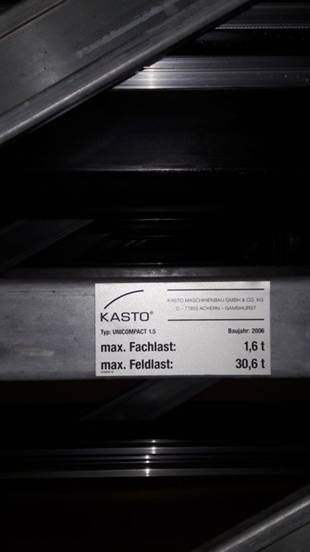 KASTO®
KASTO MASCHINENBAU GMBH & CO. KG
D - 77855 ACHERN - GAMSHURST
Typ: UNICOMPACT 1.5
Baujahr: 2006
max. Fachlast: 1,6 t
max. Feldlast: 30,6 t